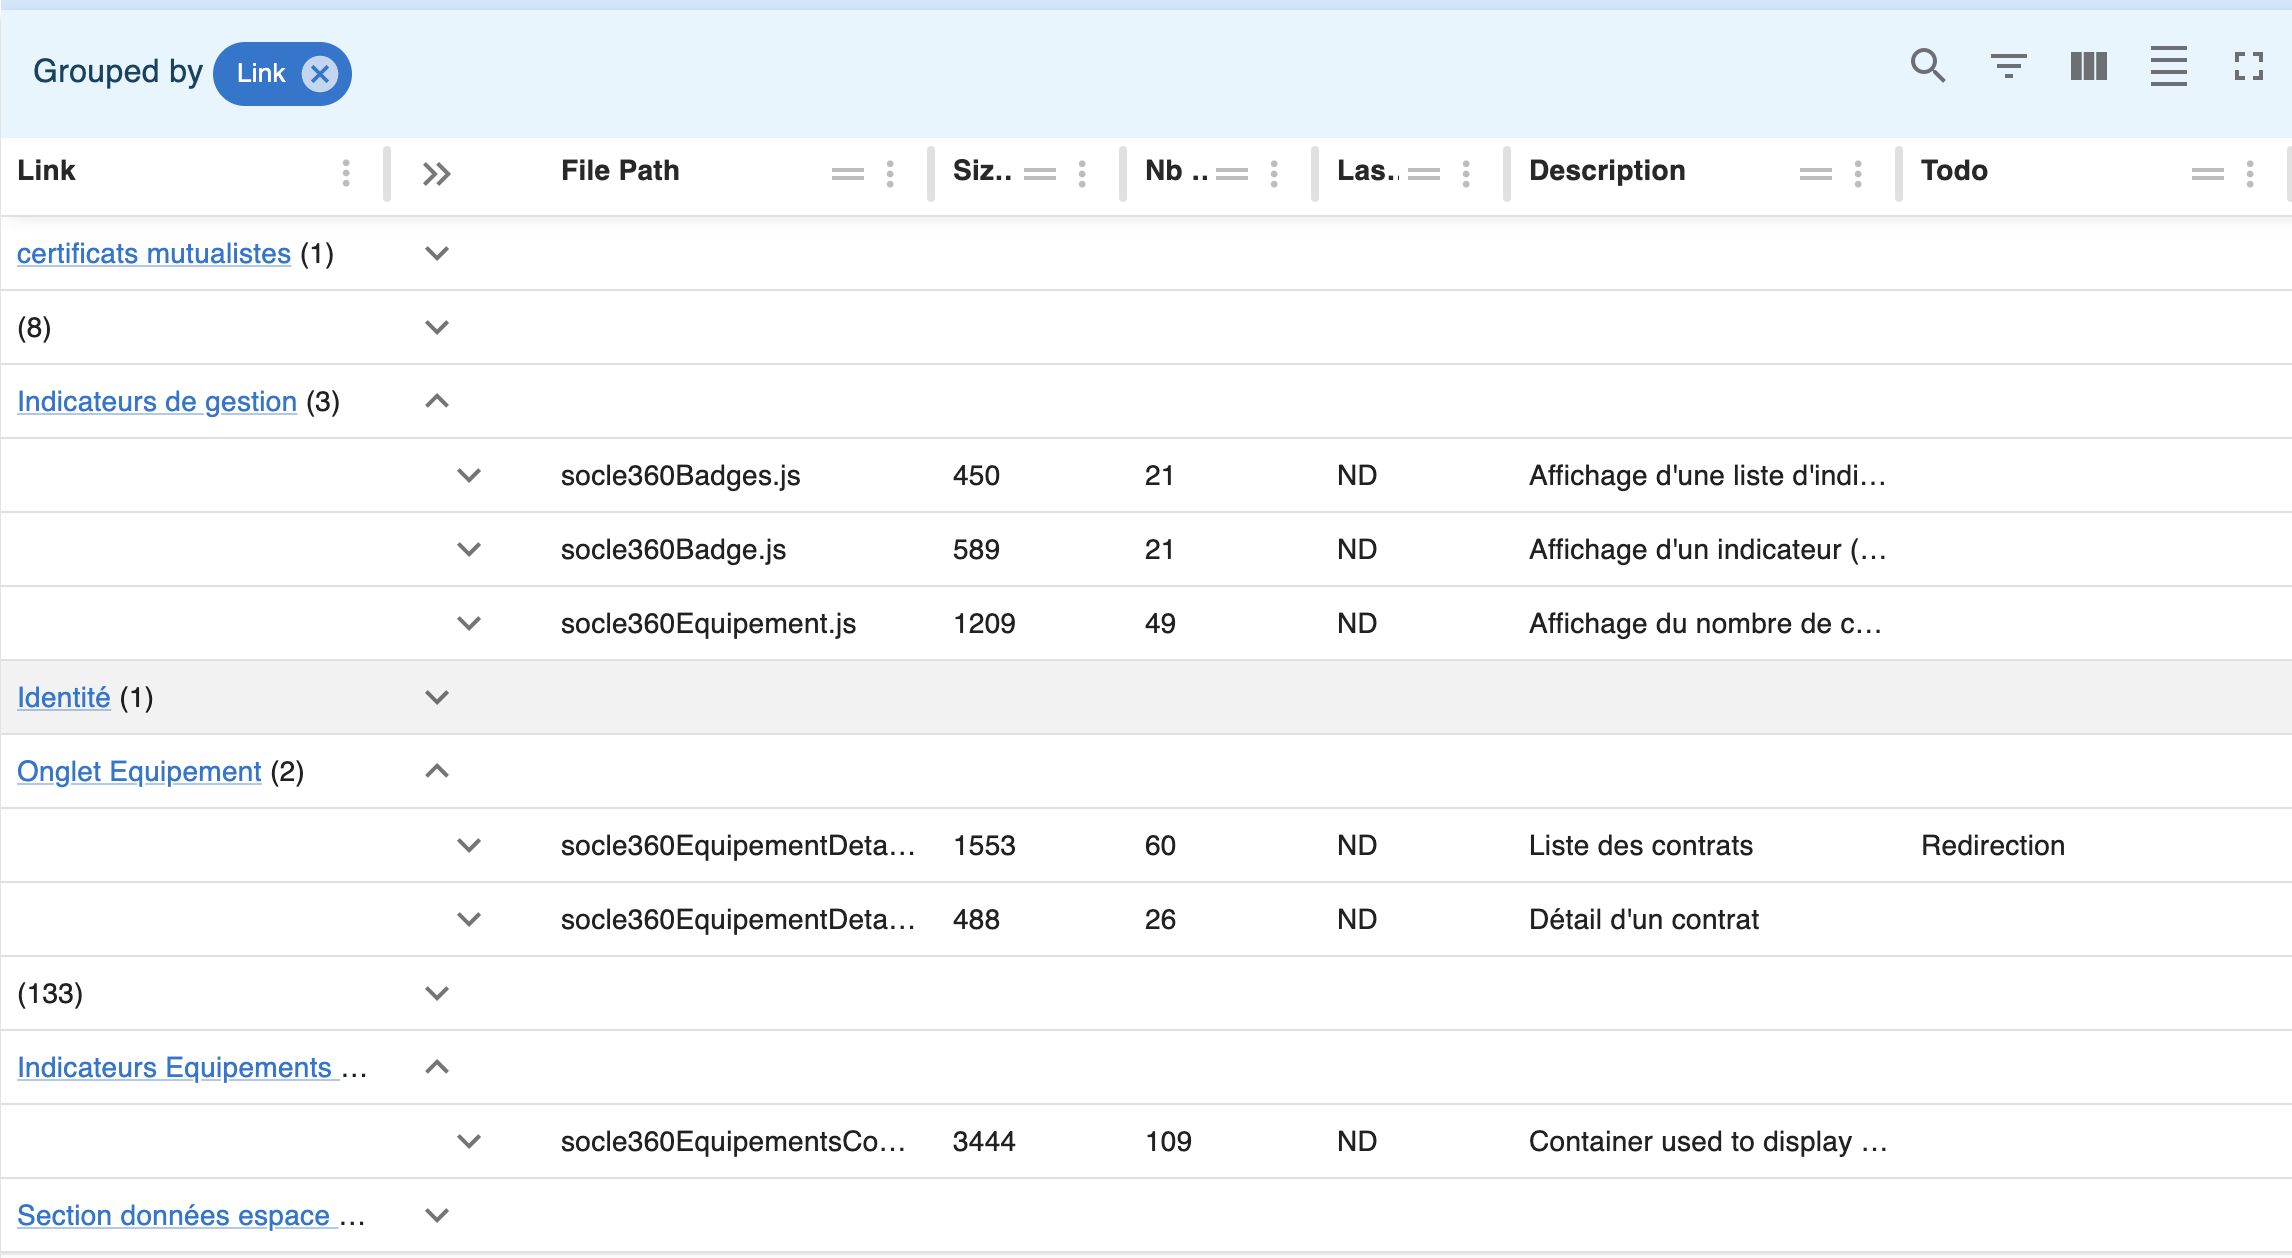 Grouped by Link
Link File Path Siz.. Nb .. Las.. Description Todo
certificats mutualistes (1)
(8)
Indicateurs de gestion (3)
socle360Badges.js 450 21 ND Affichage d'une liste d'indi…
socle360Badge.js 589 21 ND Affichage d'un indicateur (…
socle360Equipement.js 1209 49 ND Affichage du nombre de c…
Identité (1)
Onglet Equipement (2)
socle360EquipementDeta… 1553 60 ND Liste des contrats Redirection
socle360EquipementDeta… 488 26 ND Détail d'un contrat
(133)
Indicateurs Equipements …
socle360EquipementsCo… 3444 109 ND Container used to display …
Section données espace …